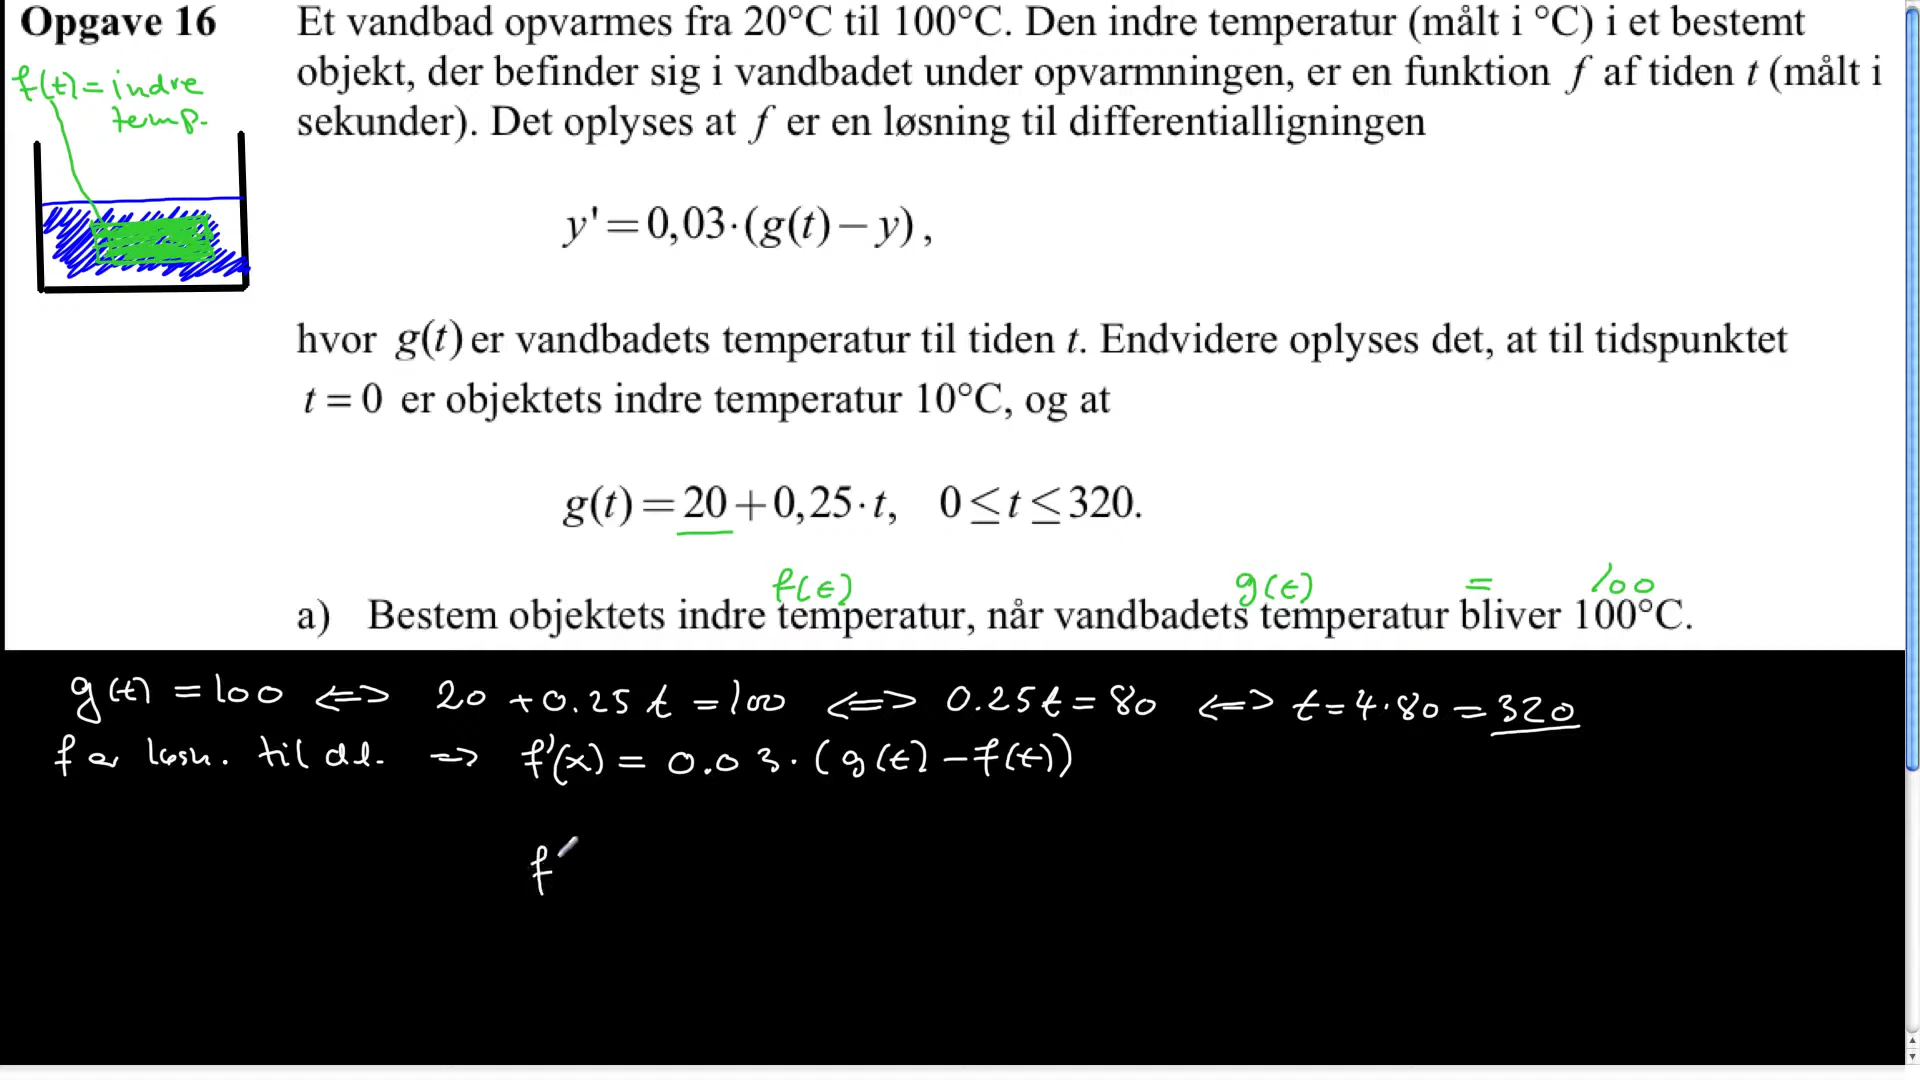 Opgave 16
Et vandbad opvarmes fra 20°C til 100°C. Den indre temperatur (målt i °C) i et bestemt
objekt, der befinder sig i vandbadet under opvarmningen, er en funktion f af tiden t (målt i
sekunder). Det oplyses at f er en løsning til differentialligningen
f(t) = indre
temp.
y' = 0,03·(g(t) − y),
hvor g(t) er vandbadets temperatur til tiden t. Endvidere oplyses det, at til tidspunktet
t = 0 er objektets indre temperatur 10°C, og at
g(t) = 20 + 0,25·t, 0 ≤ t ≤ 320.
f(t) g(t) = 100
a) Bestem objektets indre temperatur, når vandbadets temperatur bliver 100°C.
g(t) = 100 <=> 20 + 0.25t = 100 <=> 0.25t = 80 <=> t = 4·80 = 320
f er løsn. til dl. => f'(x) = 0.03·(g(t) − f(t))
f'